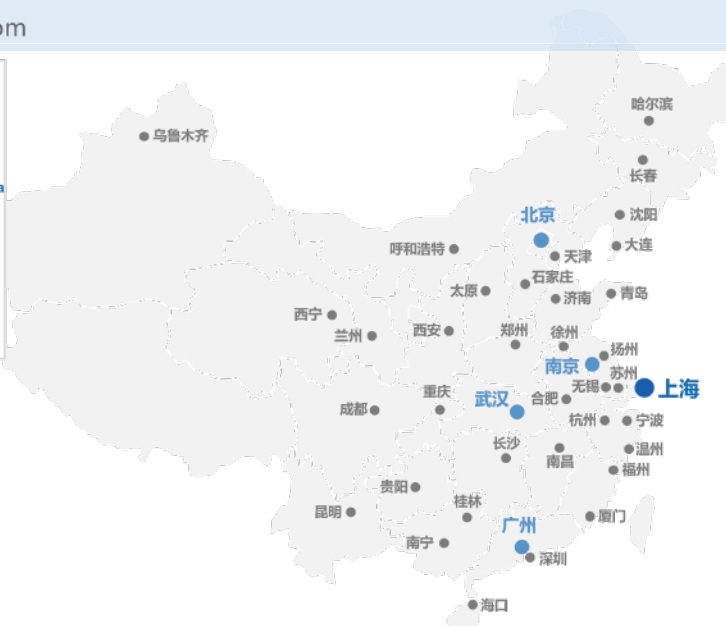 om
a
哈尔滨
乌鲁木齐
长春
北京
沈阳
呼和浩特
大连
天津
石家庄
太原
济南
青岛
西宁
兰州
西安
郑州
徐州
扬州
南京
苏州
无锡
上海
重庆
武汉
合肥
成都
杭州
宁波
长沙
南昌
温州
福州
贵阳
桂林
昆明
厦门
广州
南宁
深圳
海口